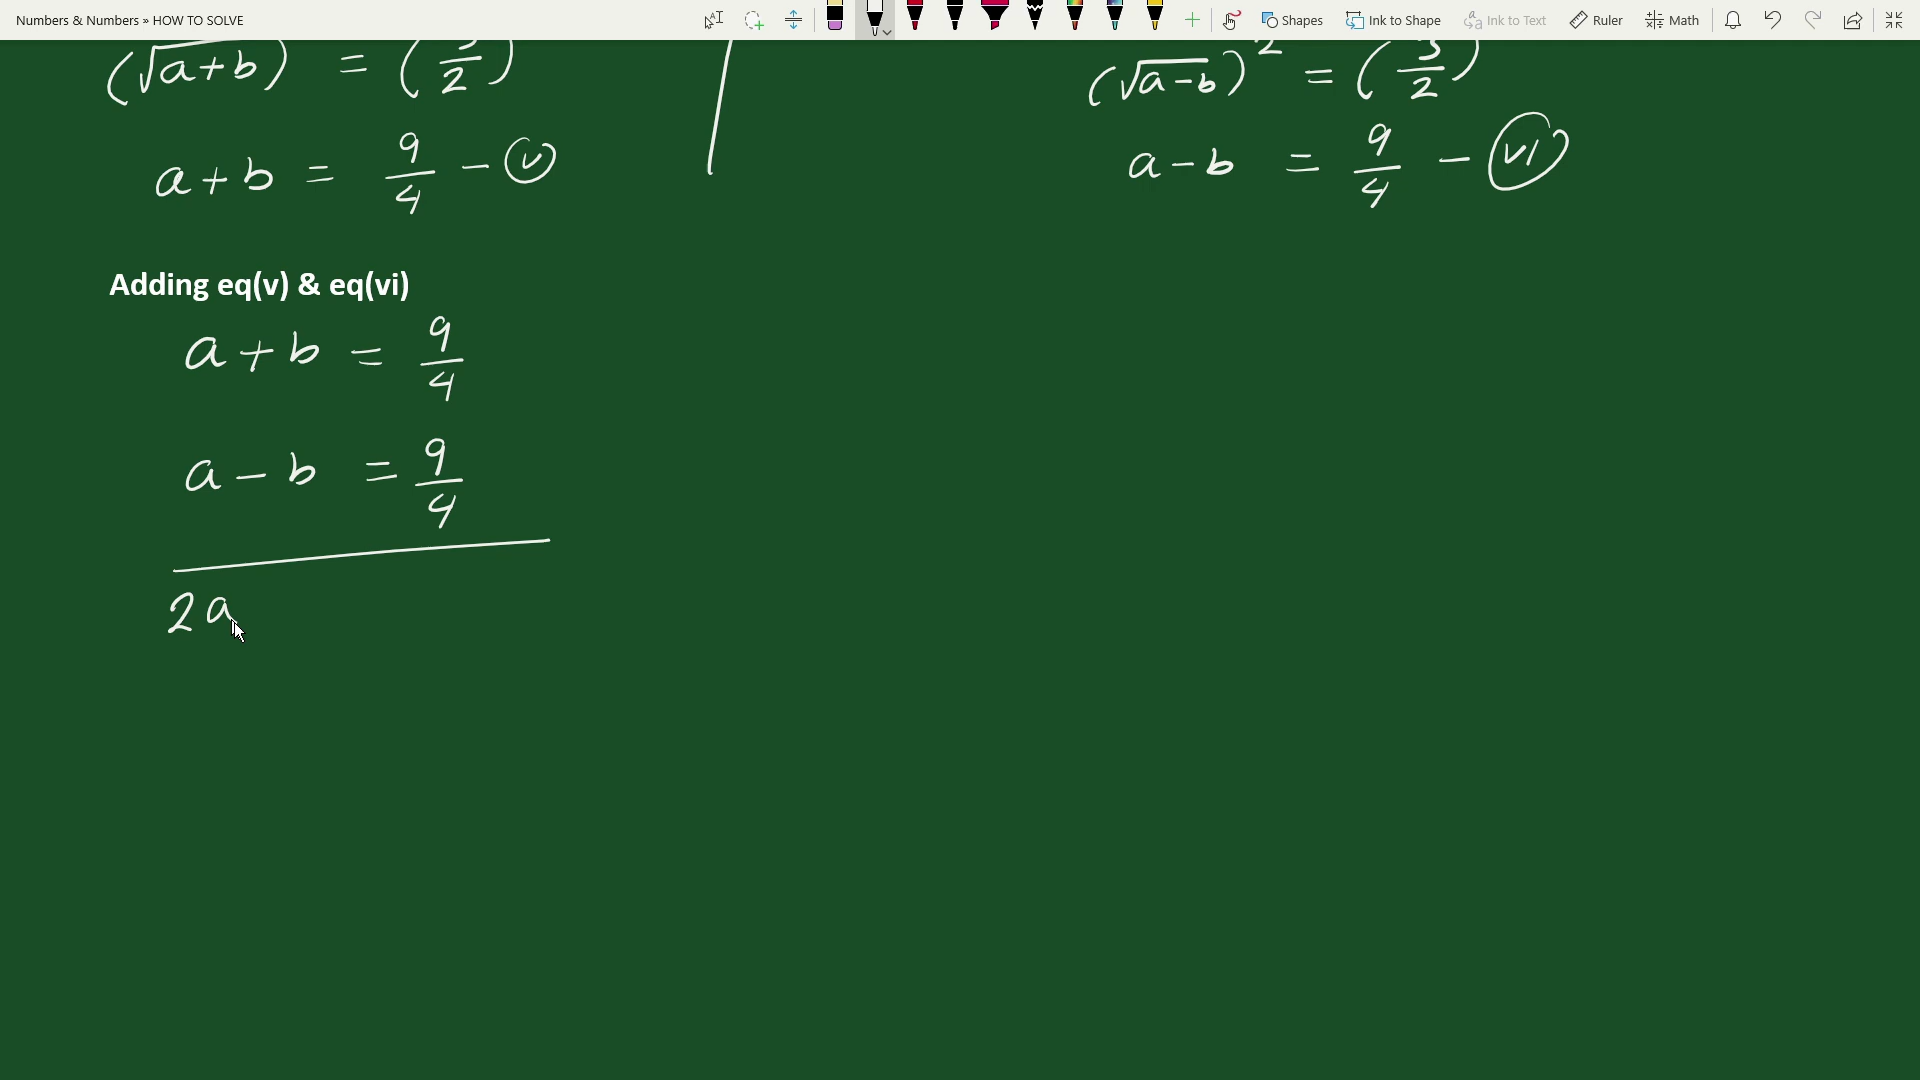 Numbers & Numbers » HOW TO SOLVE Shapes Ink to Shape Ink to Text Ruler Math
(√a+b) = (3/2) (√a-b)² = (3/2)
a+b = 9/4 - (v) a-b = 9/4 - (vi)
Adding eq(v) & eq(vi)
a+b = 9/4
a-b = 9/4
2a